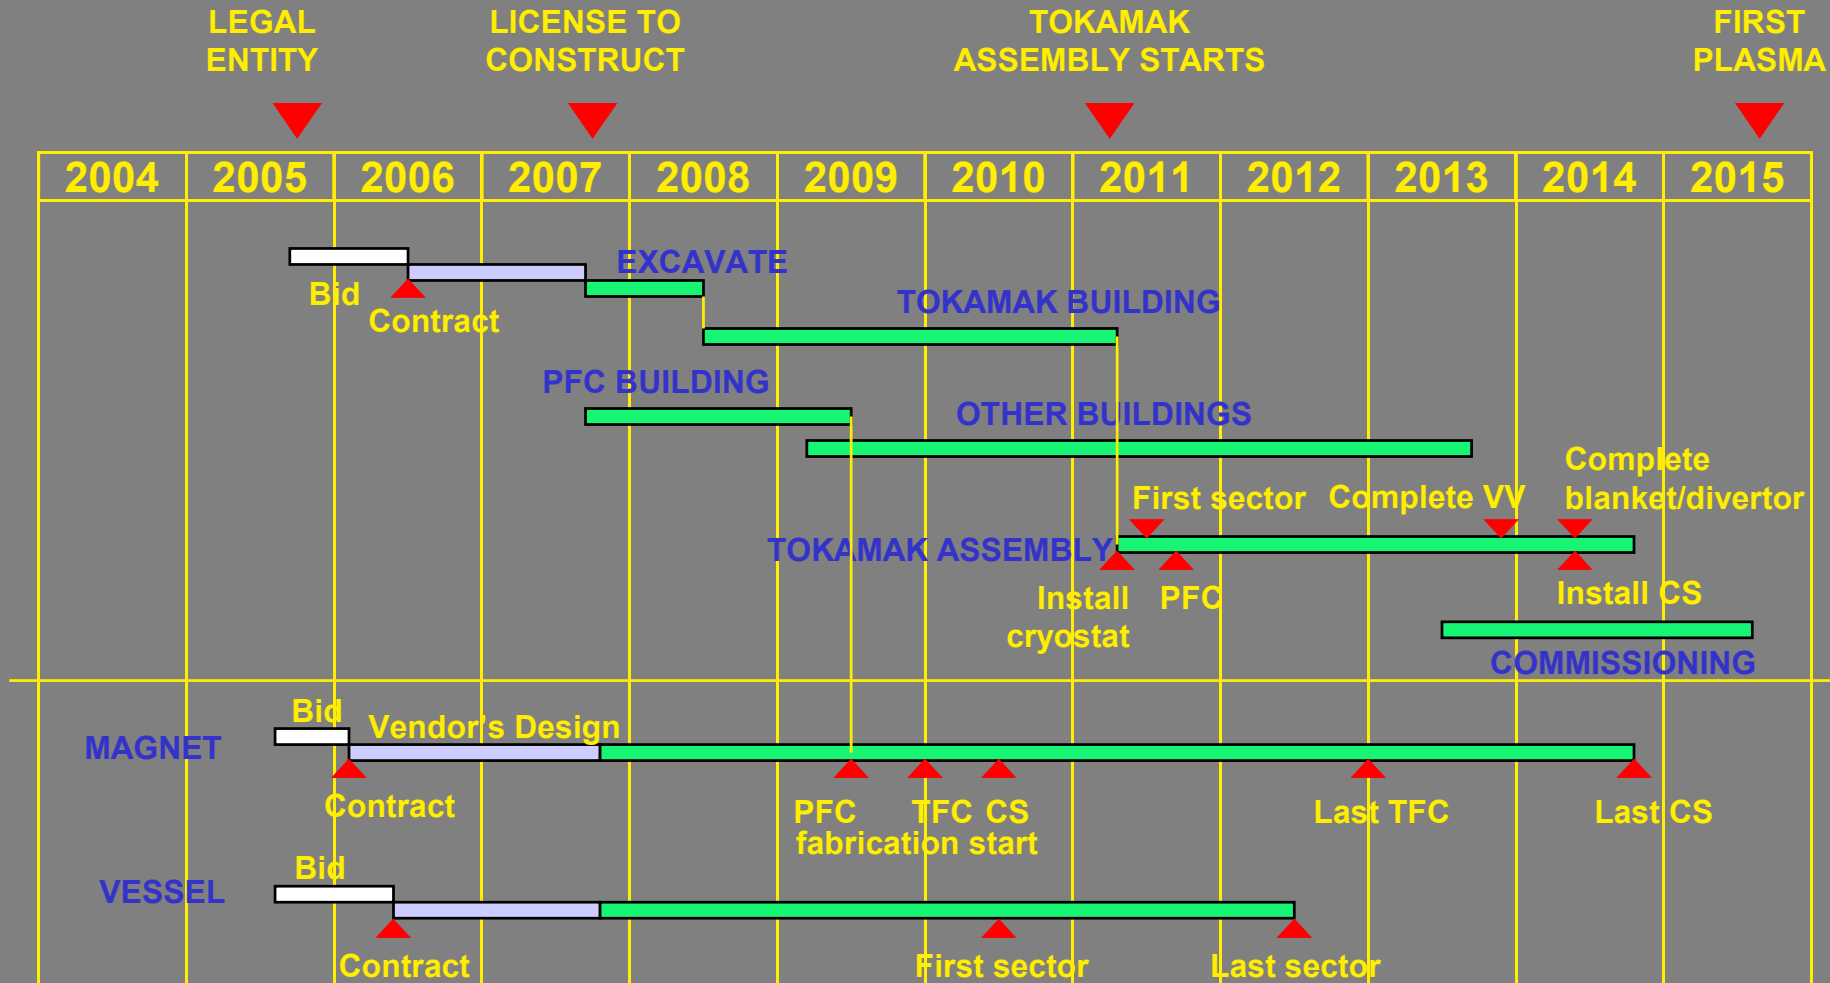 LEGAL
ENTITY
LICENSE TO
CONSTRUCT
TOKAMAK
ASSEMBLY STARTS
FIRST
PLASMA
2004 2005 2006 2007 2008 2009 2010 2011 2012 2013 2014 2015
EXCAVATE
Bid
Contract
TOKAMAK BUILDING
PFC BUILDING
OTHER BUILDINGS
Complete
blanket/divertor
First sector
Complete VV
TOKAMAK ASSEMBLY
Install
cryostat
PFC
Install CS
COMMISSIONING
MAGNET
Bid
Vendor's Design
Contract
PFC TFC CS
fabrication start
Last TFC
Last CS
VESSEL
Bid
Contract
First sector
Last sector